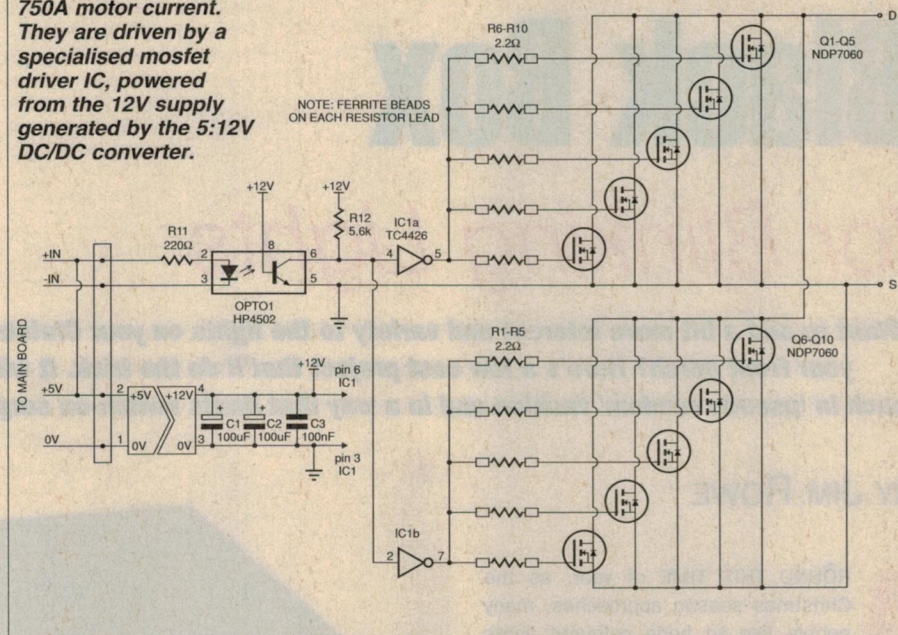 750A motor current.
They are driven by a
specialised mosfet
driver IC, powered
from the 12V supply
generated by the 5:12V
DC/DC converter.
NOTE: FERRITE BEADS
ON EACH RESISTOR LEAD
R6-R10
2.2Ω
D
Q1-Q5
NDP7060
+12V
+12V
R12
5.6k
IC1a
TC4426
R11
220Ω
+IN
-IN
2
3
8
6
5
4
5
OPTO1
HP4502
S
R1-R5
2.2Ω
Q6-Q10
NDP7060
TO MAIN BOARD
+12V
pin 6
IC1
+5V
2
+5V
+12V
4
C1
100uF
C2
100uF
C3
100nF
0V
1
0V
0V
3
pin 3
IC1
IC1b
2
7